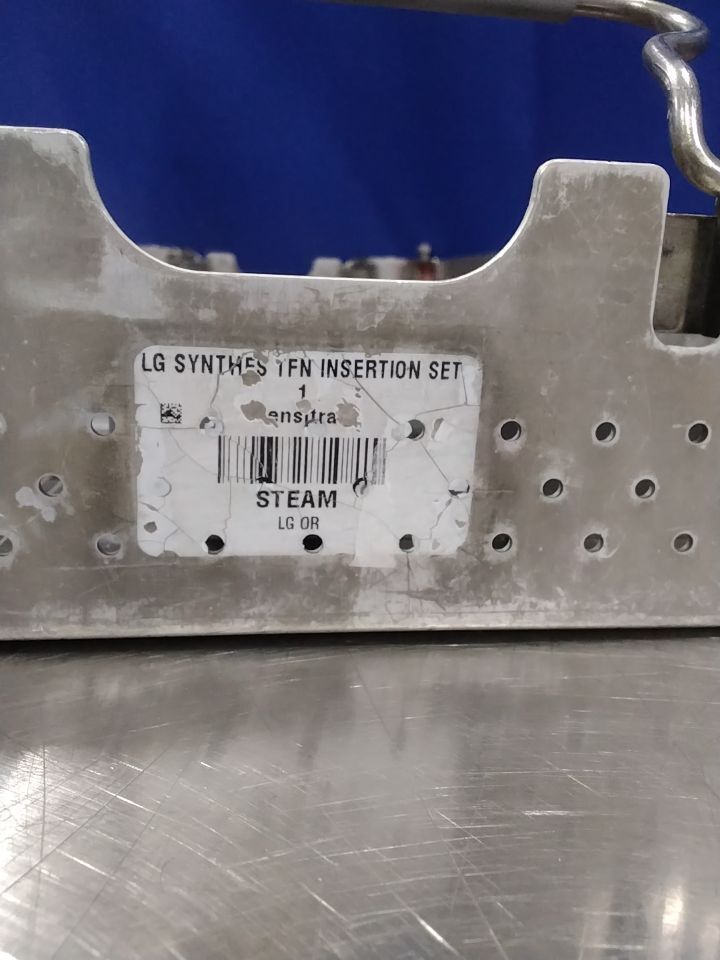 LG SYNTHES TFN INSERTION SET
1
STEAM
LG OR